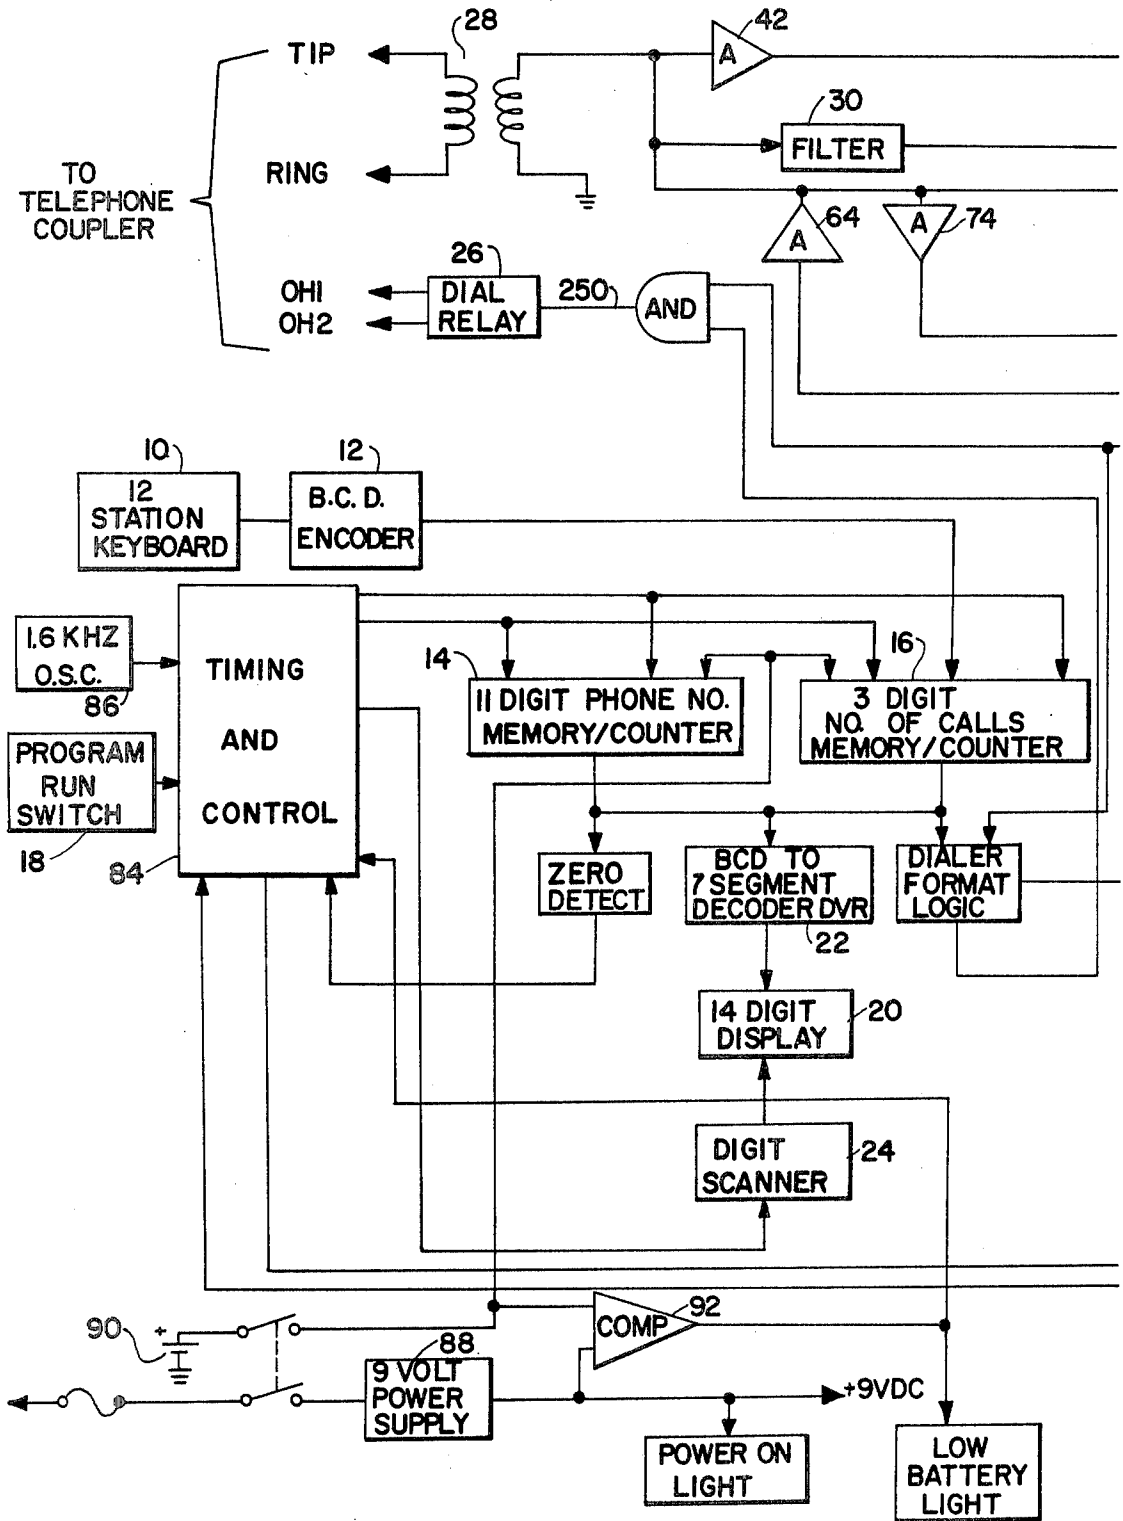 28
42
TIP
A
30
FILTER
RING
TO
TELEPHONE
COUPLER
64
A
A
74
26
OH1
OH2
DIAL
RELAY
250
AND
10
12
STATION
KEYBOARD
12
B.C.D.
ENCODER
1.6 KHZ
O.S.C.
86
TIMING
AND
CONTROL
14
11 DIGIT PHONE NO.
MEMORY/COUNTER
16
3 DIGIT
NO. OF CALLS
MEMORY/COUNTER
PROGRAM
RUN
SWITCH
18
84
ZERO
DETECT
BCD TO
7 SEGMENT
DECODER DVR
22
DIALER
FORMAT
LOGIC
14 DIGIT
DISPLAY
20
DIGIT
SCANNER
24
90
+
COMP
92
88
9 VOLT
POWER
SUPPLY
+9VDC
POWER ON
LIGHT
LOW
BATTERY
LIGHT